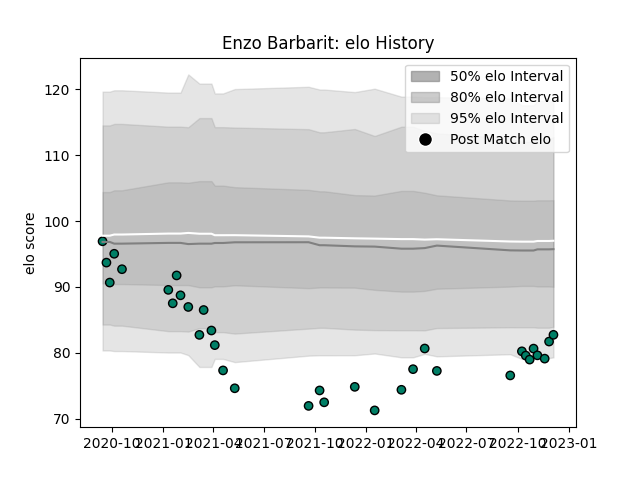 Enzo Barbarit: elo History
50% elo Interval
80% elo Interval
95% elo Interval
Post Match elo
elo score
120
110
100
90
80
70
2020-10
2021-01
2021-04
2021-07
2021-10
2022-01
2022-04
2022-07
2022-10
2023-01